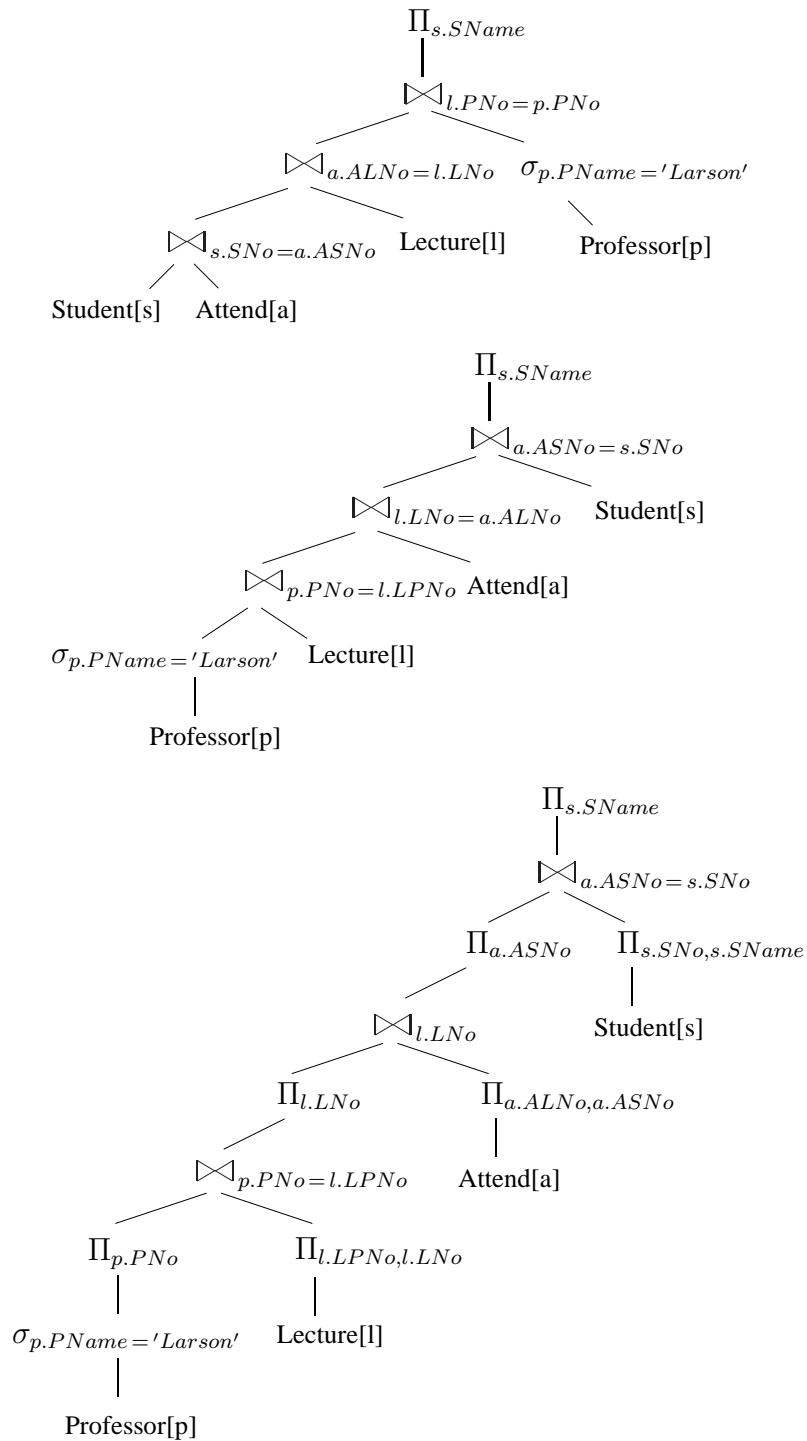 Π_{s.SName}
⋈_{l.PNo=p.PNo}
⋈_{a.ALNo=l.LNo} σ_{p.PName='Larson'}
⋈_{s.SNo=a.ASNo} Lecture[l] Professor[p]
Student[s] Attend[a]
Π_{s.SName}
⋈_{a.ASNo=s.SNo}
⋈_{l.LNo=a.ALNo} Student[s]
⋈_{p.PNo=l.LPNo} Attend[a]
σ_{p.PName='Larson'} Lecture[l]
Professor[p]
Π_{s.SName}
⋈_{a.ASNo=s.SNo}
Π_{a.ASNo} Π_{s.SNo,s.SName}
⋈_{l.LNo} Student[s]
Π_{l.LNo} Π_{a.ALNo,a.ASNo}
⋈_{p.PNo=l.LPNo} Attend[a]
Π_{p.PNo} Π_{l.LPNo,l.LNo}
σ_{p.PName='Larson'} Lecture[l]
Professor[p]